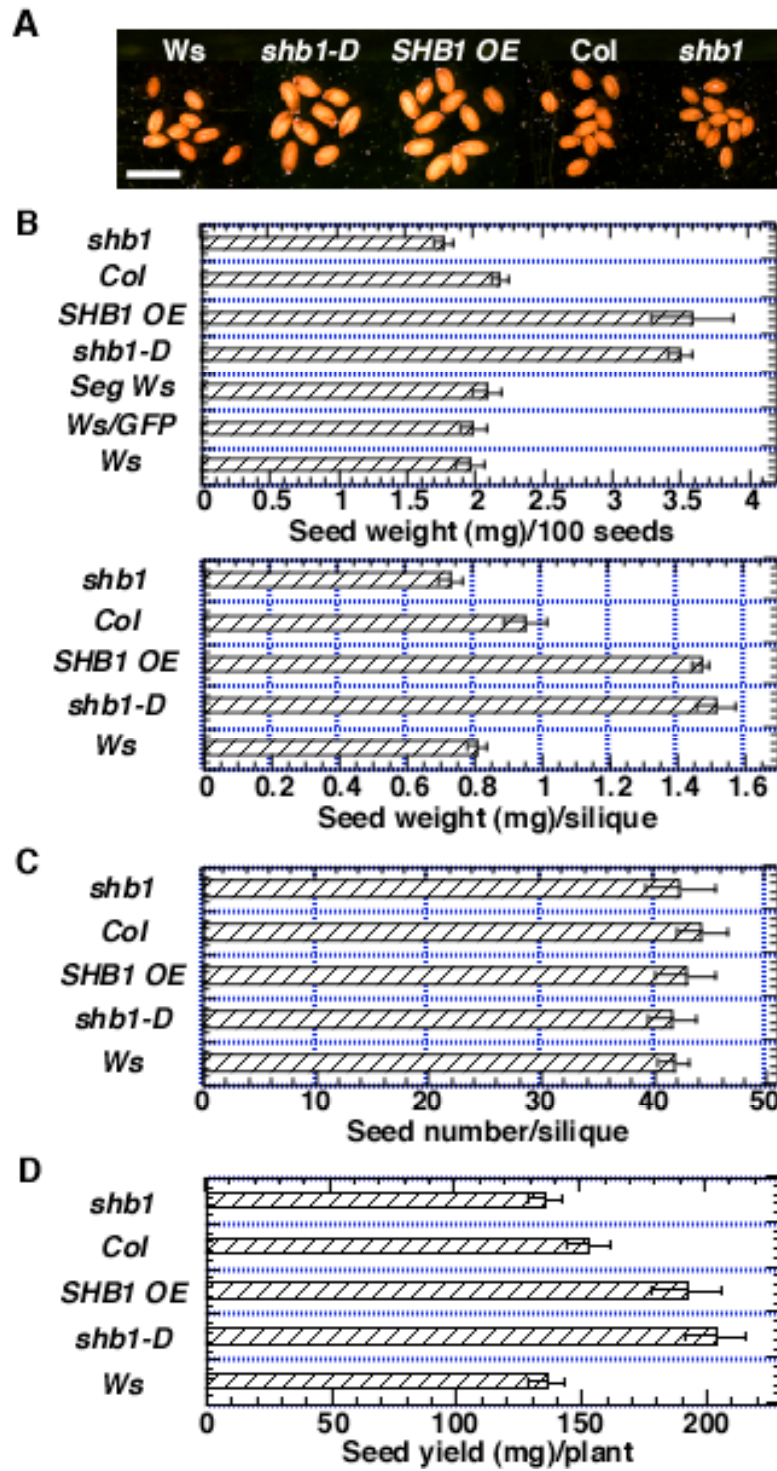 A
Ws shb1-D SHB1 OE Col shb1
B
shb1
Col
SHB1 OE
shb1-D
Seg Ws
Ws/GFP
Ws
0 0.5 1 1.5 2 2.5 3 3.5 4
Seed weight (mg)/100 seeds
shb1
Col
SHB1 OE
shb1-D
Ws
0 0.2 0.4 0.6 0.8 1 1.2 1.4 1.6
Seed weight (mg)/silique
C
shb1
Col
SHB1 OE
shb1-D
Ws
0 10 20 30 40 50
Seed number/silique
D
shb1
Col
SHB1 OE
shb1-D
Ws
0 50 100 150 200
Seed yield (mg)/plant